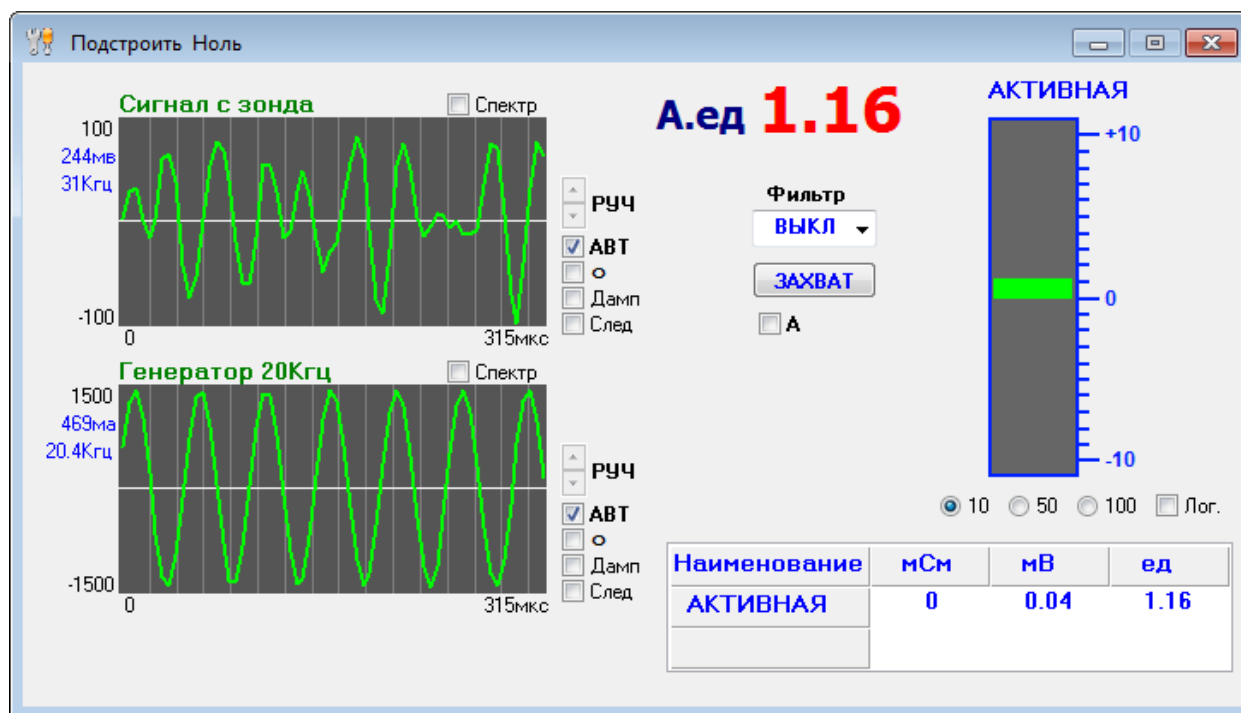 Подстроить Ноль
Сигнал с зонда
Спектр
100
244мв
31Кгц
-100
0
315мкс
РУЧ
АВТ
о
Дамп
След
Генератор 20Кгц
Спектр
1500
469ма
20.4Кгц
-1500
0
315мкс
РУЧ
АВТ
о
Дамп
След
А.ед 1.16
Фильтр
ВЫКЛ
ЗАХВАТ
А
АКТИВНАЯ
+10
0
-10
10 50 100 Лог.
Наименование мСм мВ ед
АКТИВНАЯ 0 0.04 1.16